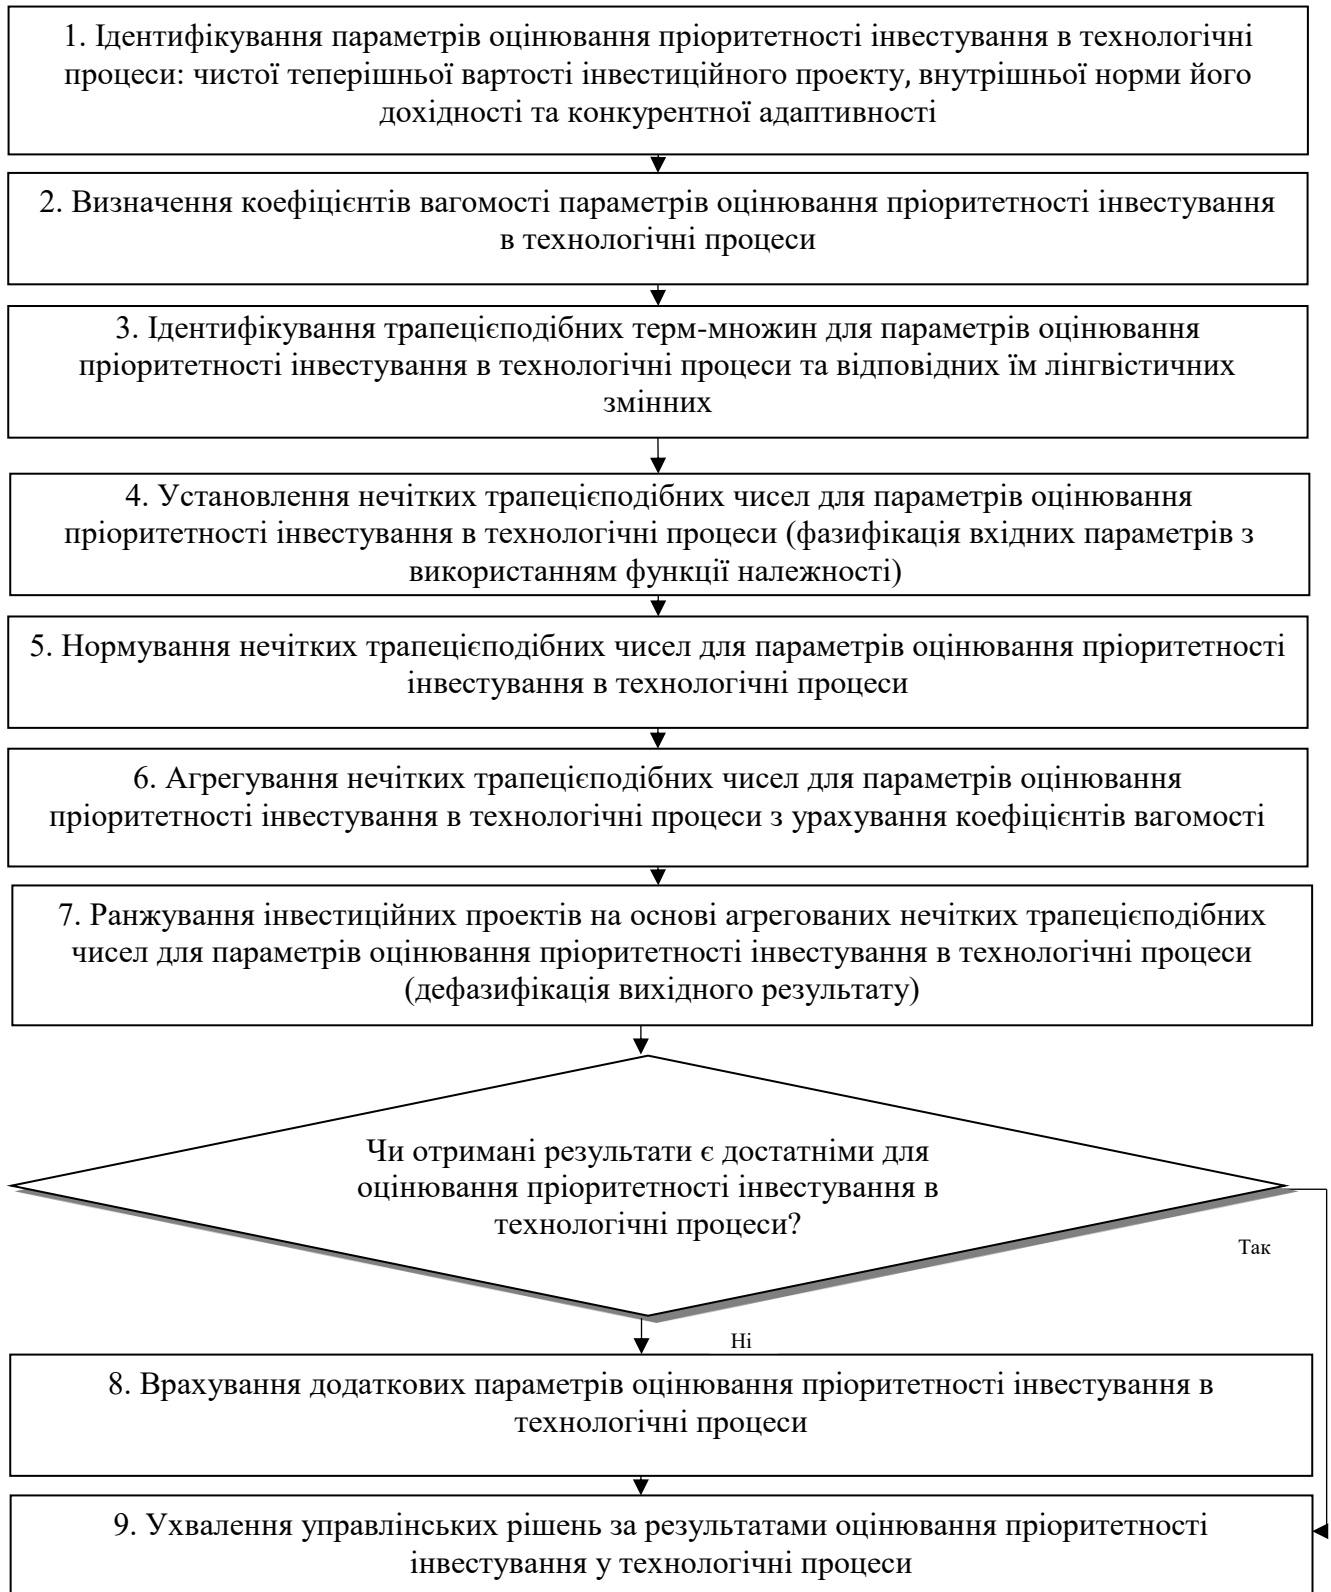 1. Ідентифікування параметрів оцінювання пріоритетності інвестування в технологічні
процеси: чистої теперішньої вартості інвестиційного проекту, внутрішньої норми його
дохідності та конкурентної адаптивності
2. Визначення коефіцієнтів вагомості параметрів оцінювання пріоритетності інвестування
в технологічні процеси
3. Ідентифікування трапецієподібних терм-множин для параметрів оцінювання
пріоритетності інвестування в технологічні процеси та відповідних їм лінгвістичних
змінних
4. Установлення нечітких трапецієподібних чисел для параметрів оцінювання
пріоритетності інвестування в технологічні процеси (фазифікація вхідних параметрів з
використанням функції належності)
5. Нормування нечітких трапецієподібних чисел для параметрів оцінювання пріоритетності
інвестування в технологічні процеси
6. Агрегування нечітких трапецієподібних чисел для параметрів оцінювання
пріоритетності інвестування в технологічні процеси з урахування коефіцієнтів вагомості
7. Ранжування інвестиційних проектів на основі агрегованих нечітких трапецієподібних
чисел для параметрів оцінювання пріоритетності інвестування в технологічні процеси
(дефазифікація вихідного результату)
Чи отримані результати є достатніми для
оцінювання пріоритетності інвестування в
технологічні процеси?
Так
Ні
8. Врахування додаткових параметрів оцінювання пріоритетності інвестування в
технологічні процеси
9. Ухвалення управлінських рішень за результатами оцінювання пріоритетності
інвестування у технологічні процеси